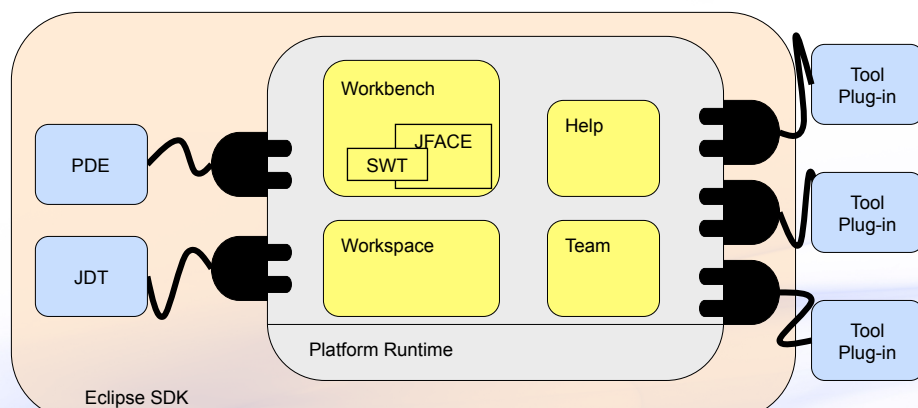 Workbench
JFACE
SWT
Help
Tool
Plug-in
PDE
Tool
Plug-in
JDT
Workspace
Team
Tool
Plug-in
Platform Runtime
Eclipse SDK